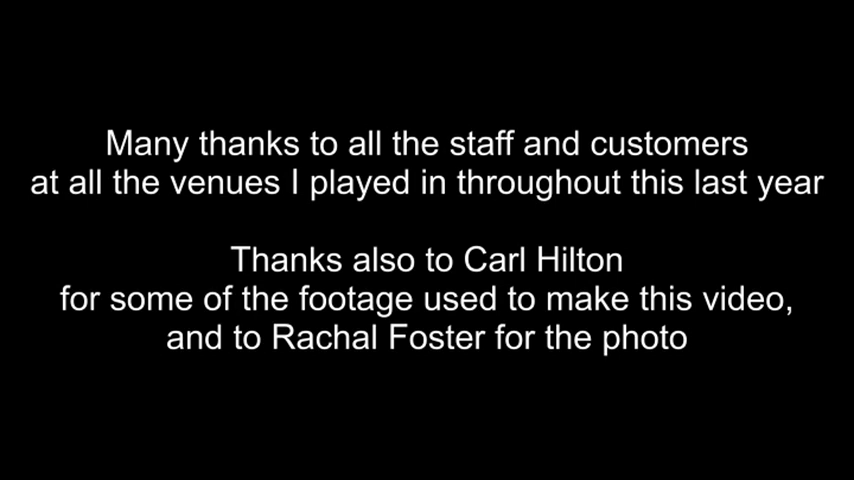 Many thanks to all the staff and customers
at all the venues I played in throughout this last year
Thanks also to Carl Hilton
for some of the footage used to make this video,
and to Rachal Foster for the photo